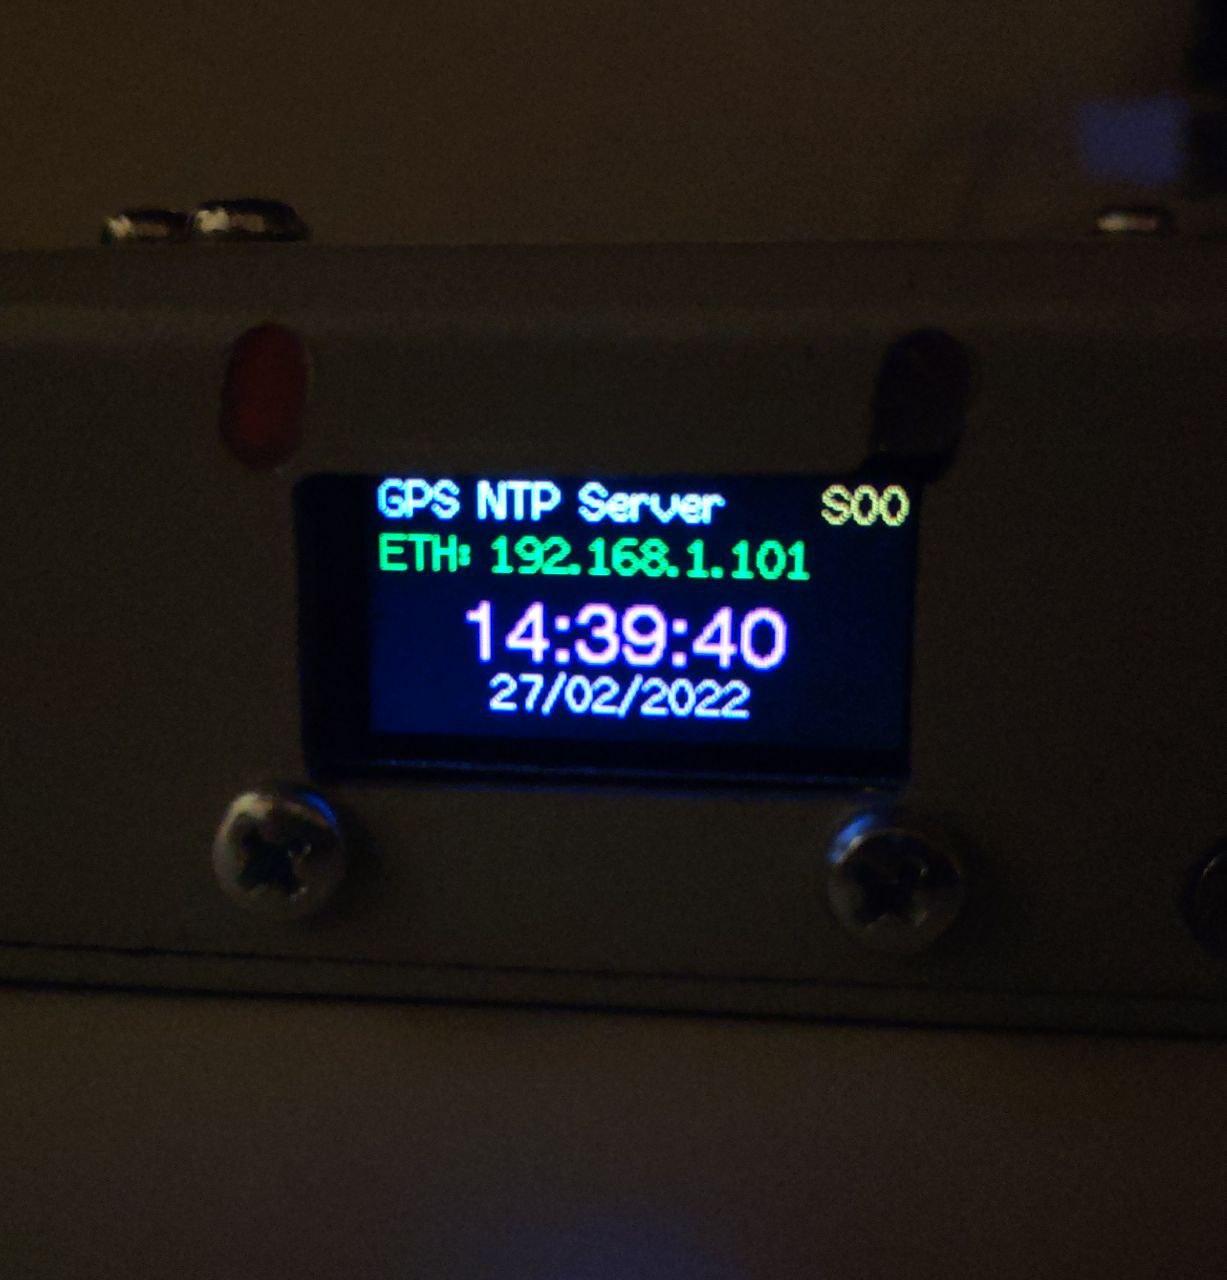 GPS NTP Server S00
ETH: 192.168.1.101
14:39:40
27/02/2022